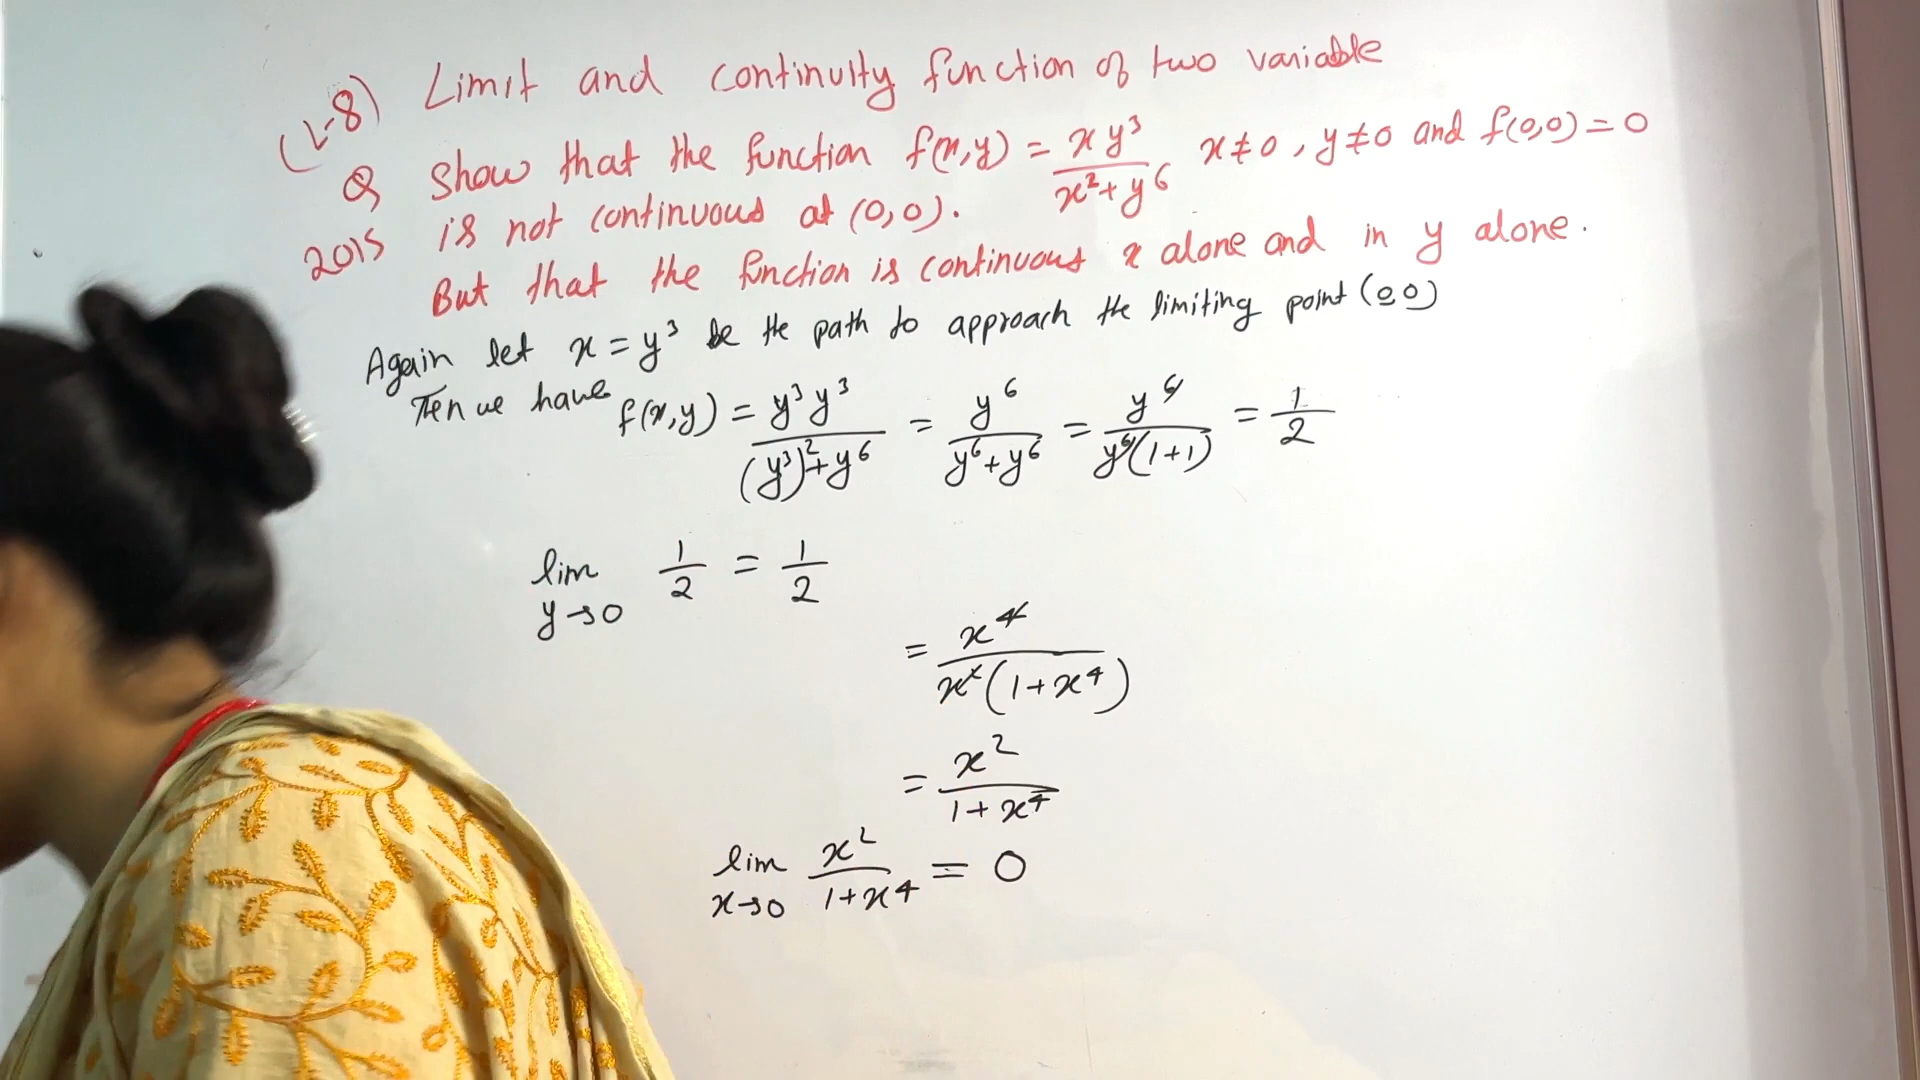 (L-8) Limit and continuity function of two variable
Q Show that the function f(x,y) = xy³/x²+y⁶ x≠0, y≠0 and f(0,0)=0
2015 is not continuous at (0,0).
But that the function is continuous x alone and in y alone.
Again let x = y³ be the path to approach the limiting point (0,0)
Then we have f(x,y) = y³y³/(y³)²+y⁶ = y⁶/y⁶+y⁶ = y⁶/y⁶(1+1) = 1/2
lim y→0 1/2 = 1/2
= x⁴/x²(1+x⁴)
= x²/1+x⁴
lim x→0 x²/1+x⁴ = 0